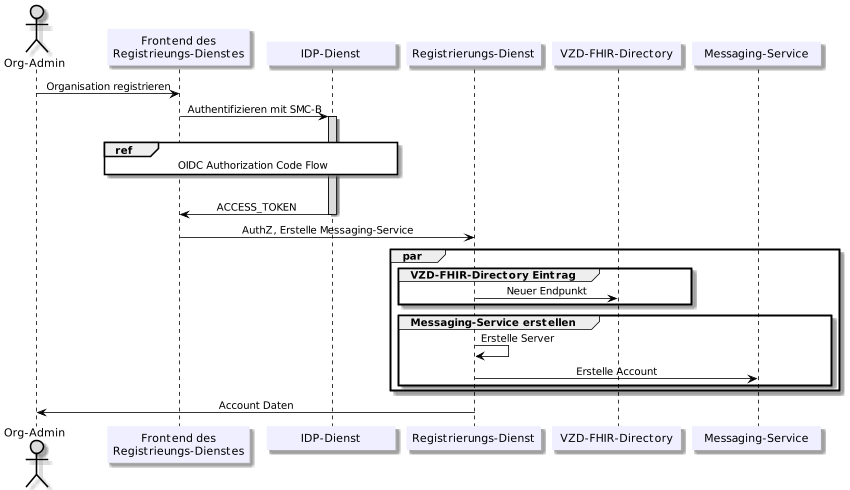 Org-Admin
Frontend des
Registrieungs-Dienstes
IDP-Dienst
Registrierungs-Dienst
VZD-FHIR-Directory
Messaging-Service
Organisation registrieren
Authentifizieren mit SMC-B
ref
OIDC Authorization Code Flow
ACCESS_TOKEN
AuthZ, Erstelle Messaging-Service
par
VZD-FHIR-Directory Eintrag
Neuer Endpunkt
Messaging-Service erstellen
Erstelle Server
Erstelle Account
Account Daten
Org-Admin
Frontend des
Registrieungs-Dienstes
IDP-Dienst
Registrierungs-Dienst
VZD-FHIR-Directory
Messaging-Service